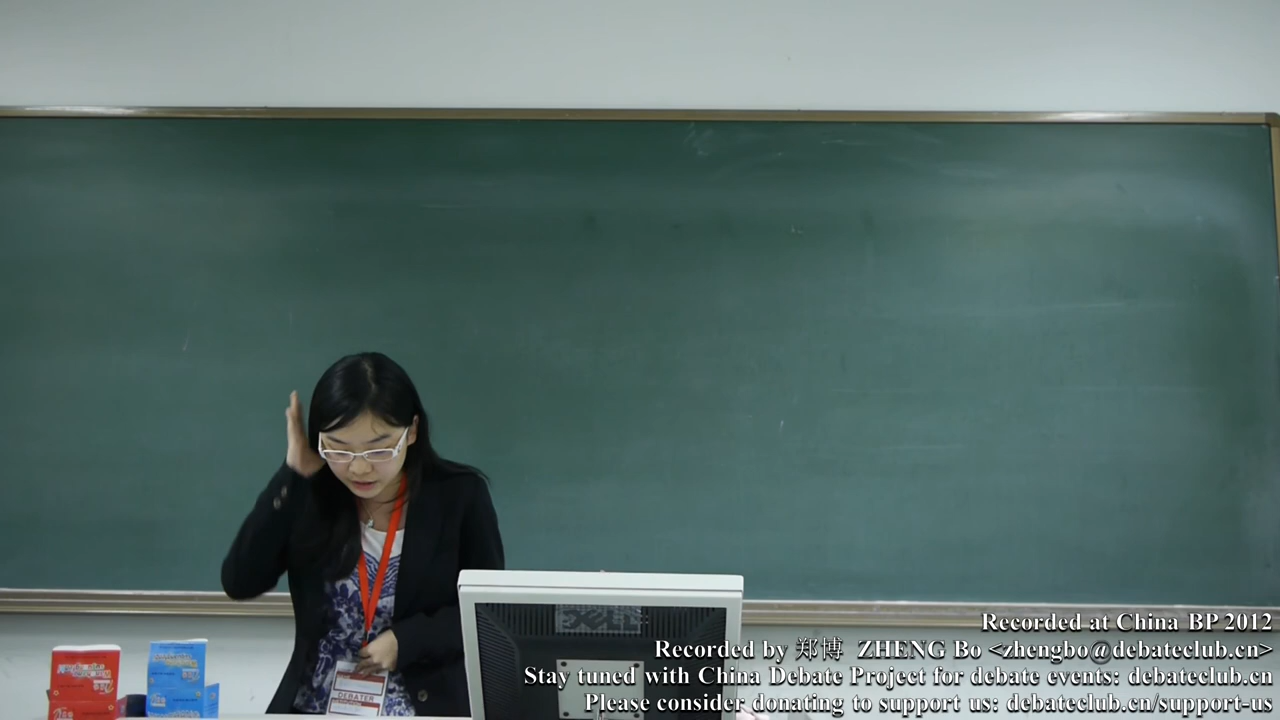 DEBATER
Recorded at China BP 2012
Recorded by 郑博 ZHENG Bo <zhengbo@debateclub.cn>
Stay tuned with China Debate Project for debate events: debateclub.cn
Please consider donating to support us: debateclub.cn/support-us